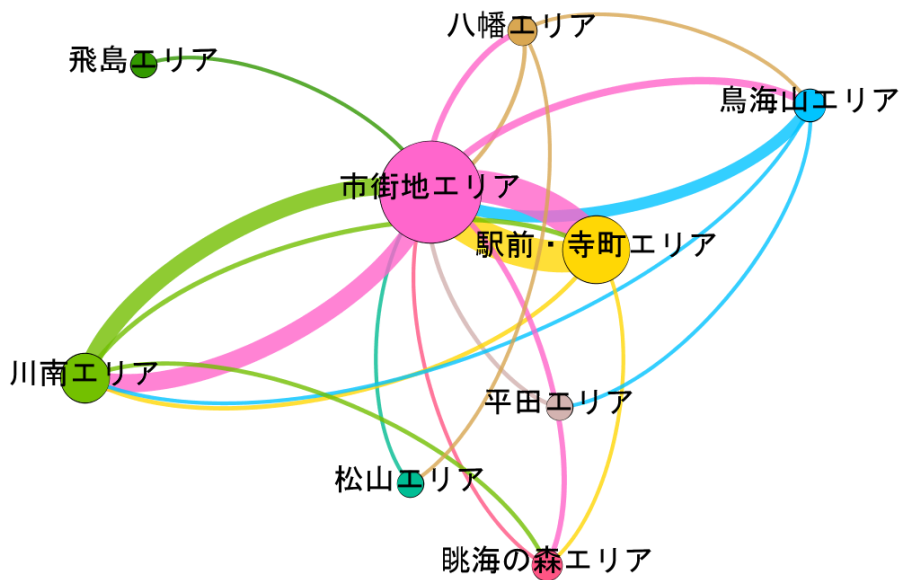 八幡エリア
飛島エリア
鳥海山エリア
市街地エリア
駅前・寺町エリア
川南エリア
平田エリア
松山エリア
眺海の森エリア